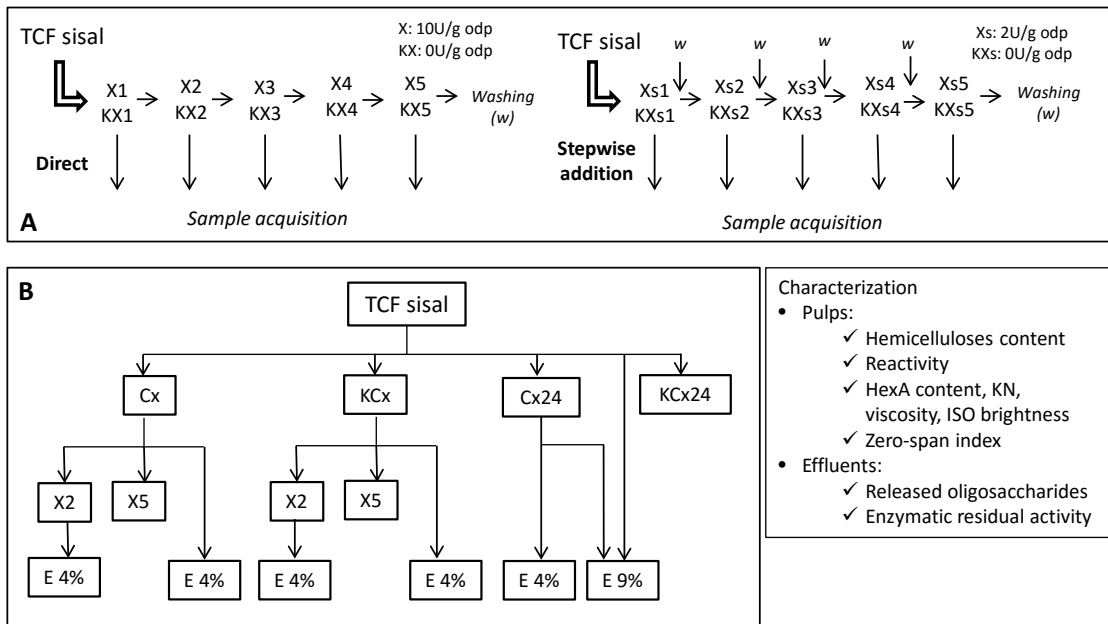 TCF sisal
X: 10U/g odp
KX: 0U/g odp
X1
KX1
X2
KX2
X3
KX3
X4
KX4
X5
KX5
Washing
(w)
Direct
Sample acquisition
A
TCF sisal
w
w
w
w
Xs: 2U/g odp
KXs: 0U/g odp
Xs1
KXs1
Xs2
KXs2
Xs3
KXs3
Xs4
KXs4
Xs5
KXs5
Washing
(w)
Stepwise
addition
Sample acquisition
B
TCF sisal
Cx
KCx
Cx24
KCx24
X2
X5
X2
X5
E 4%
E 4%
E 4%
E 4%
E 4%
E 9%
Characterization
• Pulps:
✓ Hemicelluloses content
✓ Reactivity
✓ HexA content, KN,
viscosity, ISO brightness
✓ Zero-span index
• Effluents:
✓ Released oligosaccharides
✓ Enzymatic residual activity